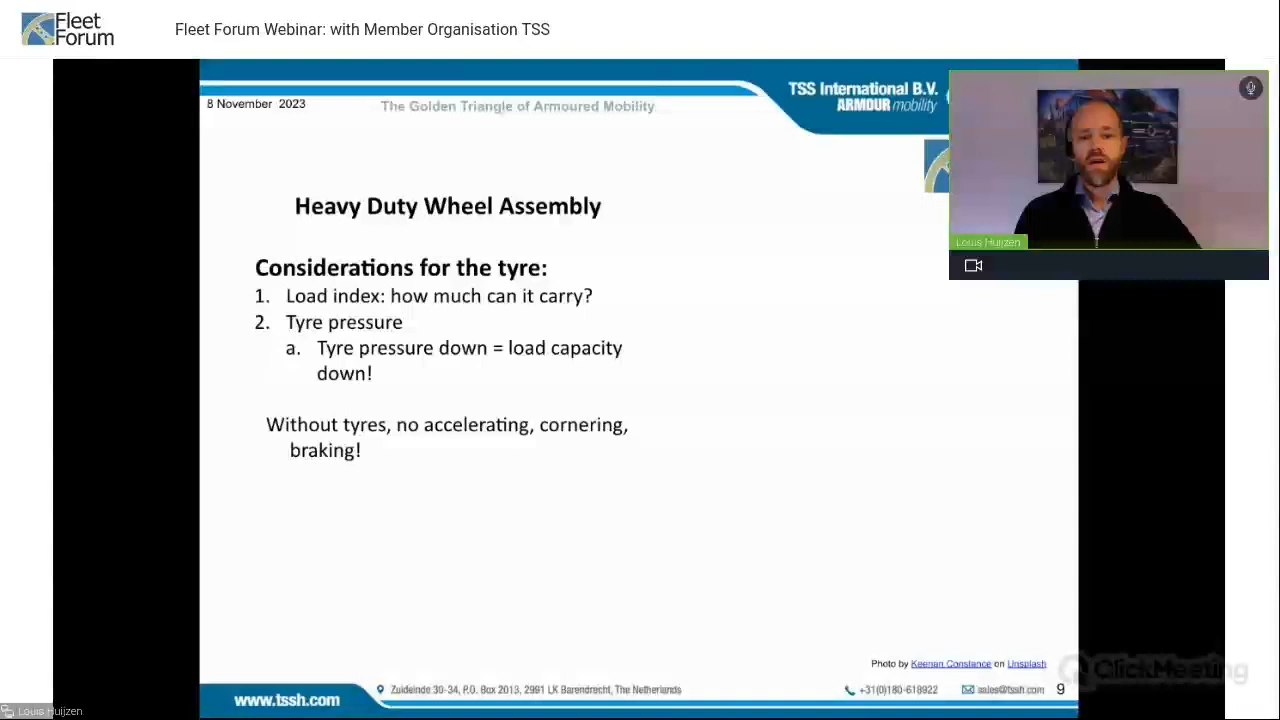 Fleet
Forum
Fleet Forum Webinar: with Member Organisation TSS
8 November 2023
The Golden Triangle of Armoured Mobility
TSS International B.V.
ARMOUR mobility
Louis Huijzen
Heavy Duty Wheel Assembly
Considerations for the tyre:
1. Load index: how much can it carry?
2. Tyre pressure
a. Tyre pressure down = load capacity
down!
Without tyres, no accelerating, cornering,
braking!
Photo by Keenan Constance on Unsplash
ClickMeeting
www.tssh.com
Zuideinde 30-34, P.O. Box 2013, 2991 LK Barendrecht, The Netherlands
+31(0)180-618922
sales@tssh.com
9
Louis Huijzen